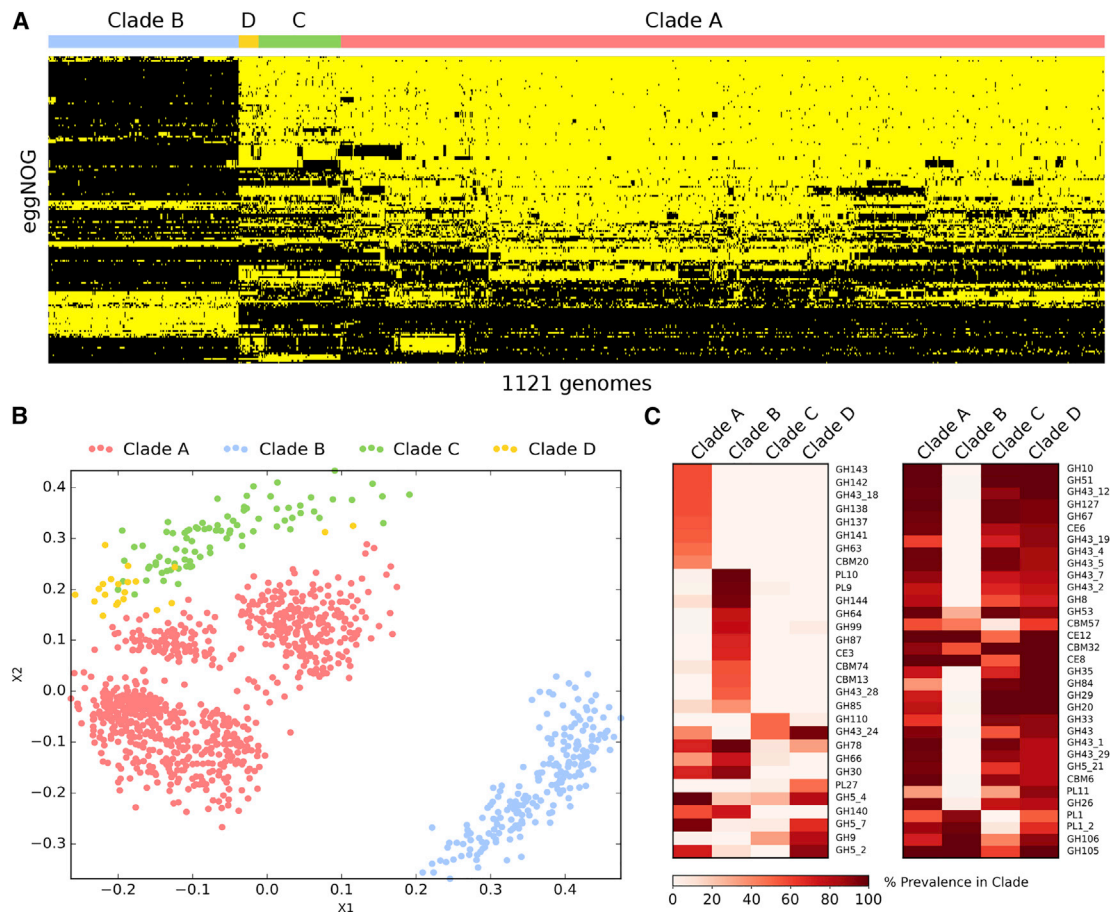 A
Clade B
D
C
Clade A
eggNOG
1121 genomes
B
Clade A
Clade B
Clade C
Clade D
0.4
0.3
0.2
0.1
0.0
−0.1
−0.2
−0.3
X2
−0.2
−0.1
0.0
0.1
0.2
0.3
0.4
X1
C
Clade A
Clade B
Clade C
Clade D
GH143
GH142
GH43_18
GH138
GH137
GH141
GH63
CBM20
PL10
PL9
GH144
GH64
GH99
GH87
CE3
CBM74
CBM13
GH43_28
GH85
GH110
GH43_24
GH78
GH66
GH30
PL27
GH5_4
GH140
GH5_7
GH9
GH5_2
Clade A
Clade B
Clade C
Clade D
GH10
GH51
GH43_12
GH127
GH67
CE6
GH43_19
GH43_4
GH43_5
GH43_7
GH43_2
GH8
GH53
CBM57
CE12
CBM32
CE8
GH35
GH84
GH29
GH20
GH33
GH43
GH43_1
GH43_29
GH5_21
CBM6
PL11
GH26
PL1
PL1_2
GH106
GH105
0
20
40
60
80
100
% Prevalence in Clade